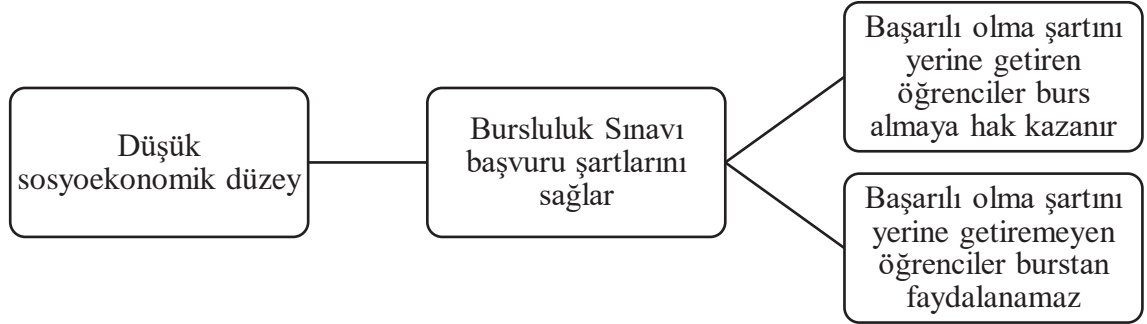 Düşük
sosyoekonomik düzey
Bursluluk Sınavı
başvuru şartlarını
sağlar
Başarılı olma şartını
yerine getiren
öğrenciler burs
almaya hak kazanır
Başarılı olma şartını
yerine getiremeyen
öğrenciler burstan
faydalanamaz